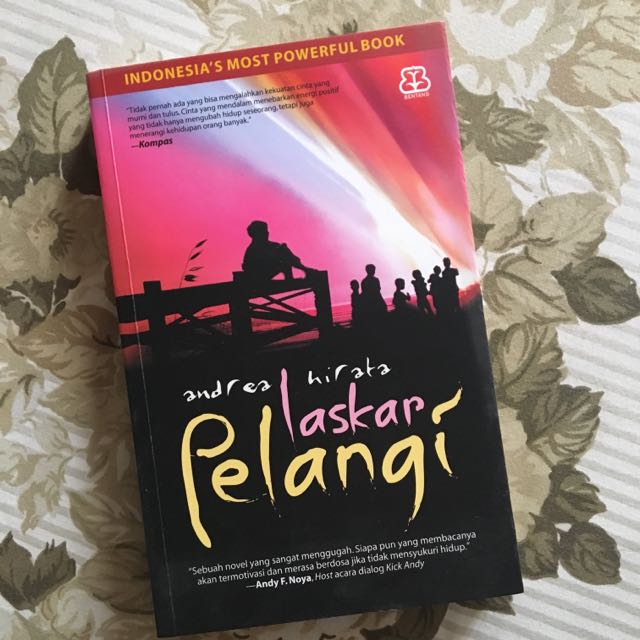 INDONESIA'S MOST POWERFUL BOOK
"Tidak pernah ada yang bisa mengalahkan kekuatan cinta yang
murni dan tulus. Cinta yang mendalam menebarkan energi positif
yang tidak hanya mengubah hidup seseorang, tetapi juga
menerangi kehidupan orang banyak."
—Kompas
BENTANG
andrea hirata
laskar
Pelangi
"Sebuah novel yang sangat menggugah. Siapa pun yang membacanya
akan termotivasi dan merasa berdosa jika tidak mensyukuri hidup."
—Andy F. Noya, Host acara dialog Kick Andy